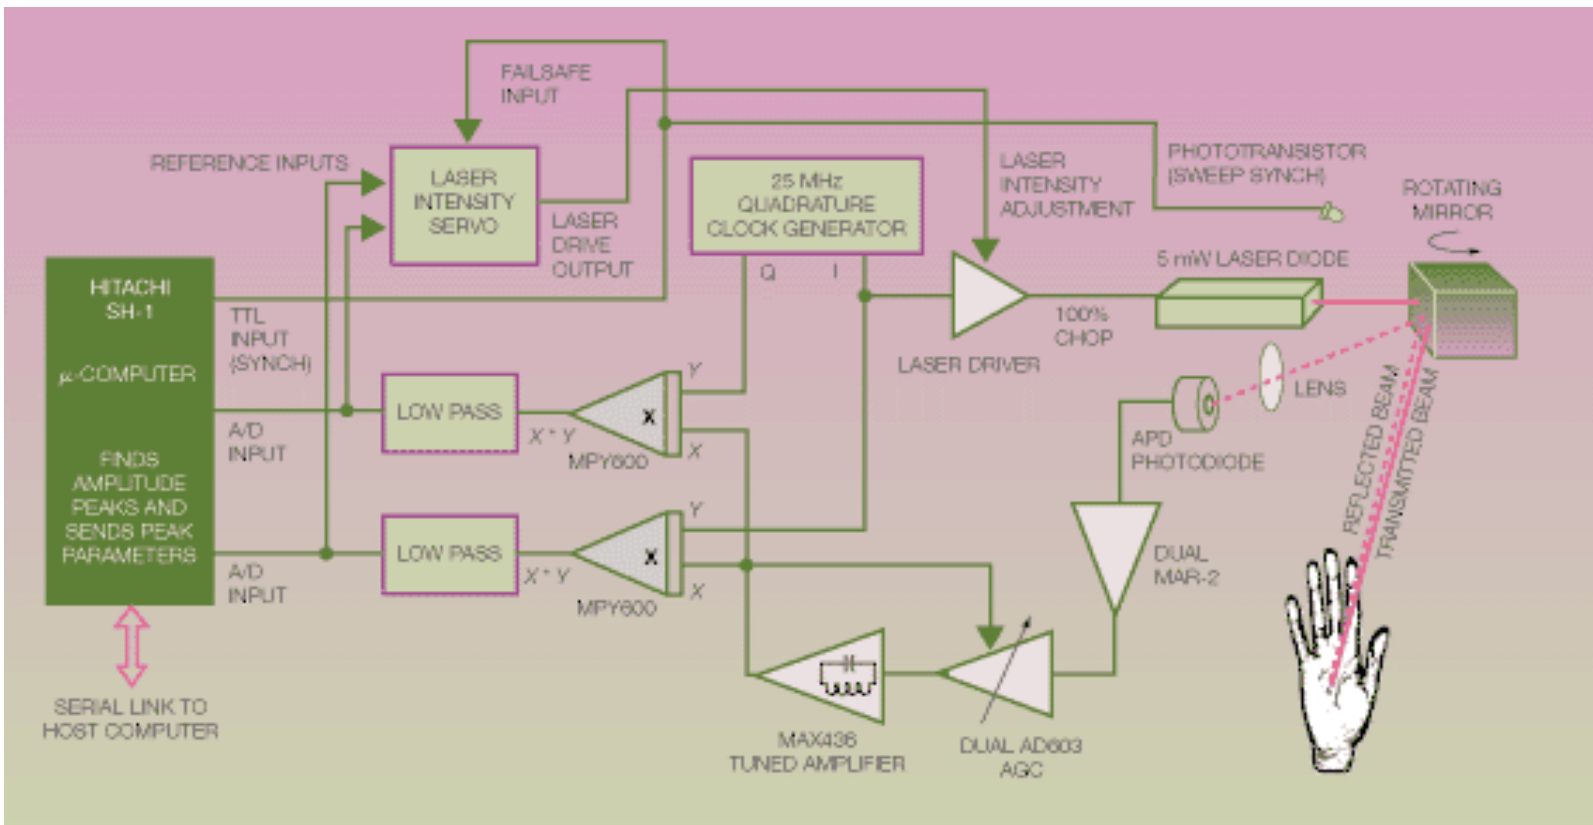 FAILSAFE
INPUT
REFERENCE INPUTS
LASER
INTENSITY
SERVO
LASER
DRIVE
OUTPUT
25 MHz
QUADRATURE
CLOCK GENERATOR
Q
I
LASER
INTENSITY
ADJUSTMENT
PHOTOTRANSISTOR
(SWEEP SYNCH)
ROTATING
MIRROR
5 mW LASER DIODE
100%
CHOP
LASER DRIVER
HITACHI
SH-1
μ-COMPUTER
FINDS
AMPLITUDE
PEAKS AND
SENDS PEAK
PARAMETERS
TTL
INPUT
(SYNCH)
A/D
INPUT
A/D
INPUT
LOW PASS
X * Y
MPY600
X
Y
X
LOW PASS
X * Y
MPY600
X
Y
X
LENS
APD
PHOTODIODE
REFLECTED BEAM
TRANSMITTED BEAM
DUAL
MAR-2
MAX436
TUNED AMPLIFIER
DUAL AD603
AGC
SERIAL LINK TO
HOST COMPUTER